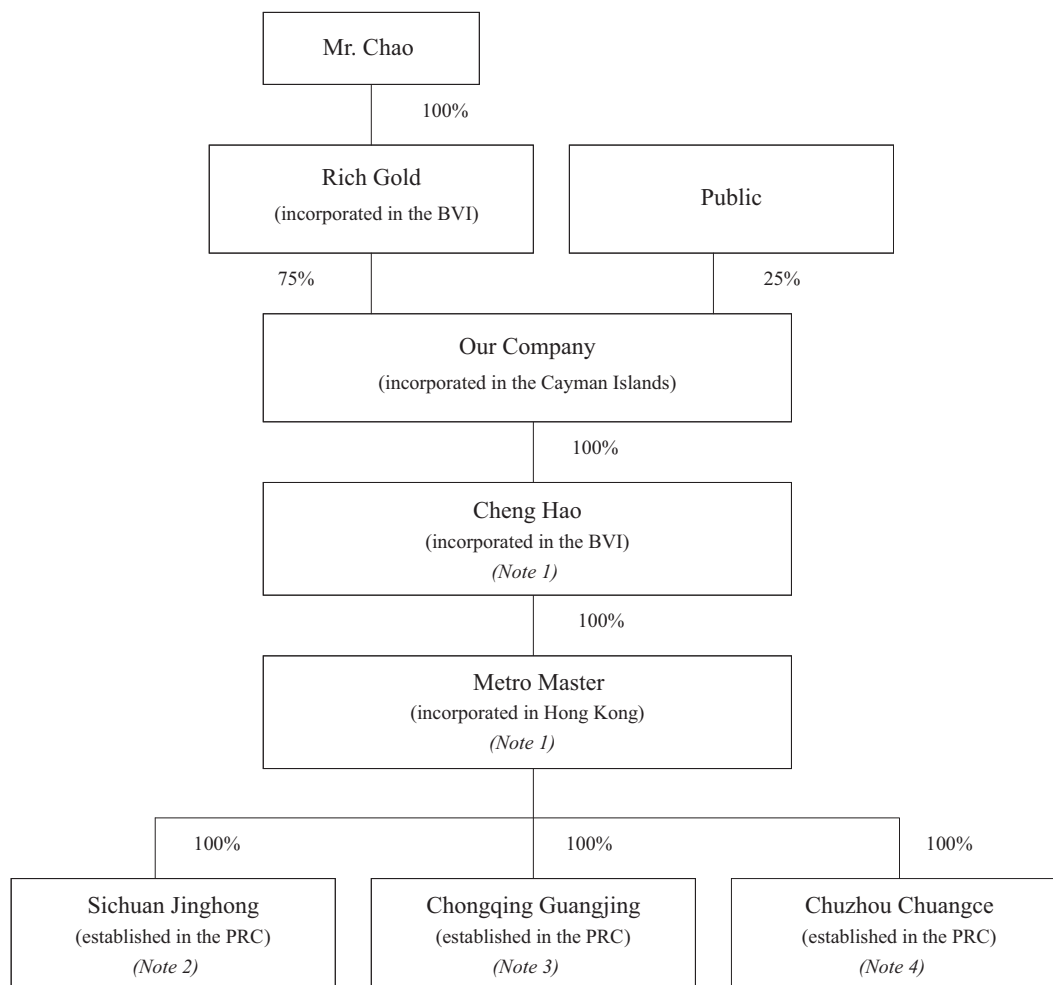 Mr. Chao
100%
Rich Gold
(incorporated in the BVI)
Public
75%
25%
Our Company
(incorporated in the Cayman Islands)
100%
Cheng Hao
(incorporated in the BVI)
(Note 1)
100%
Metro Master
(incorporated in Hong Kong)
(Note 1)
100%
100%
100%
Sichuan Jinghong
(established in the PRC)
(Note 2)
Chongqing Guangjing
(established in the PRC)
(Note 3)
Chuzhou Chuangce
(established in the PRC)
(Note 4)